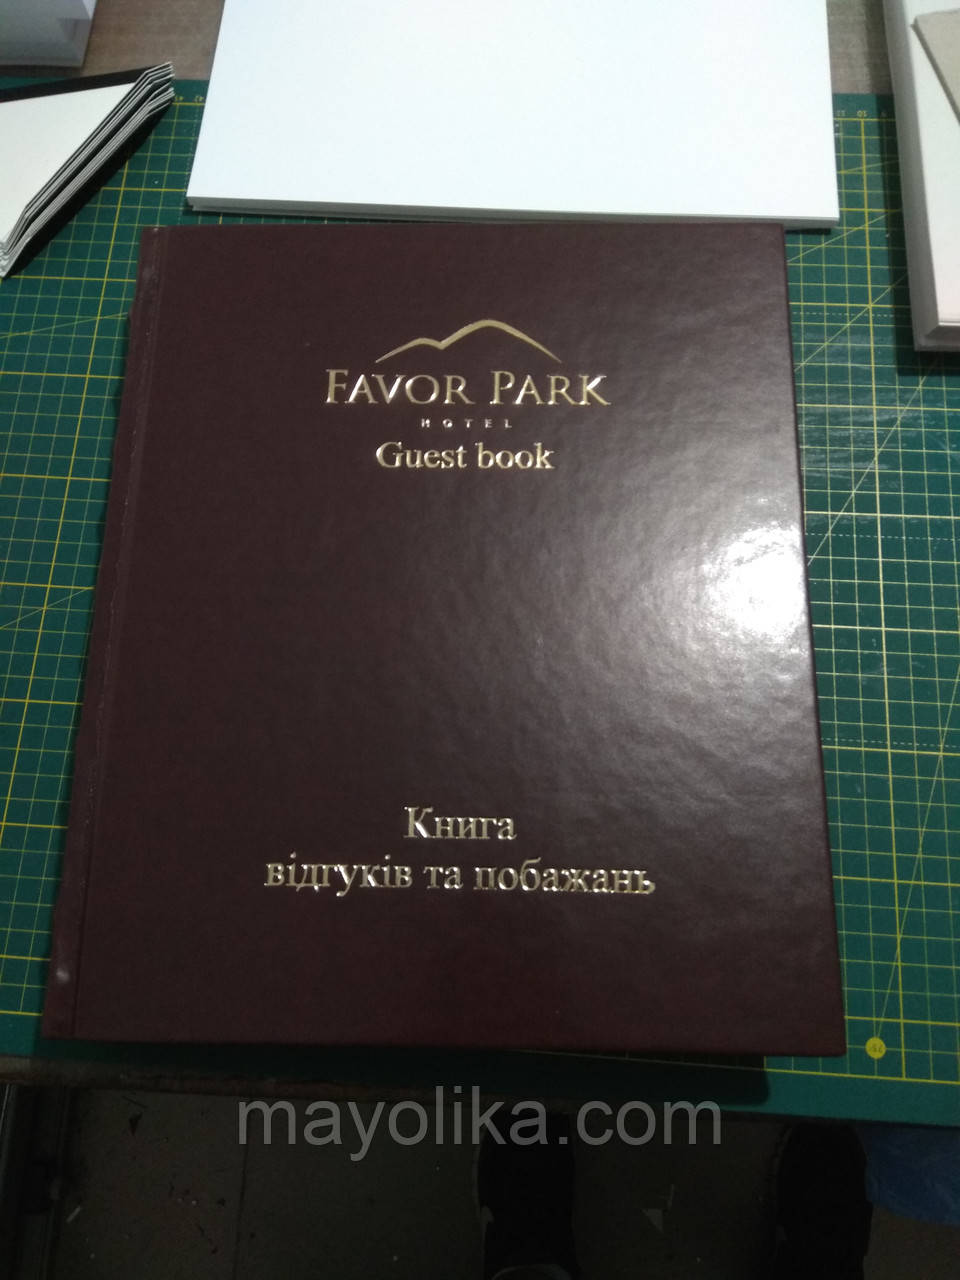 FAVOR PARK
HOTEL
Guest book
Книга
відгуків та побажань
mayolika.com